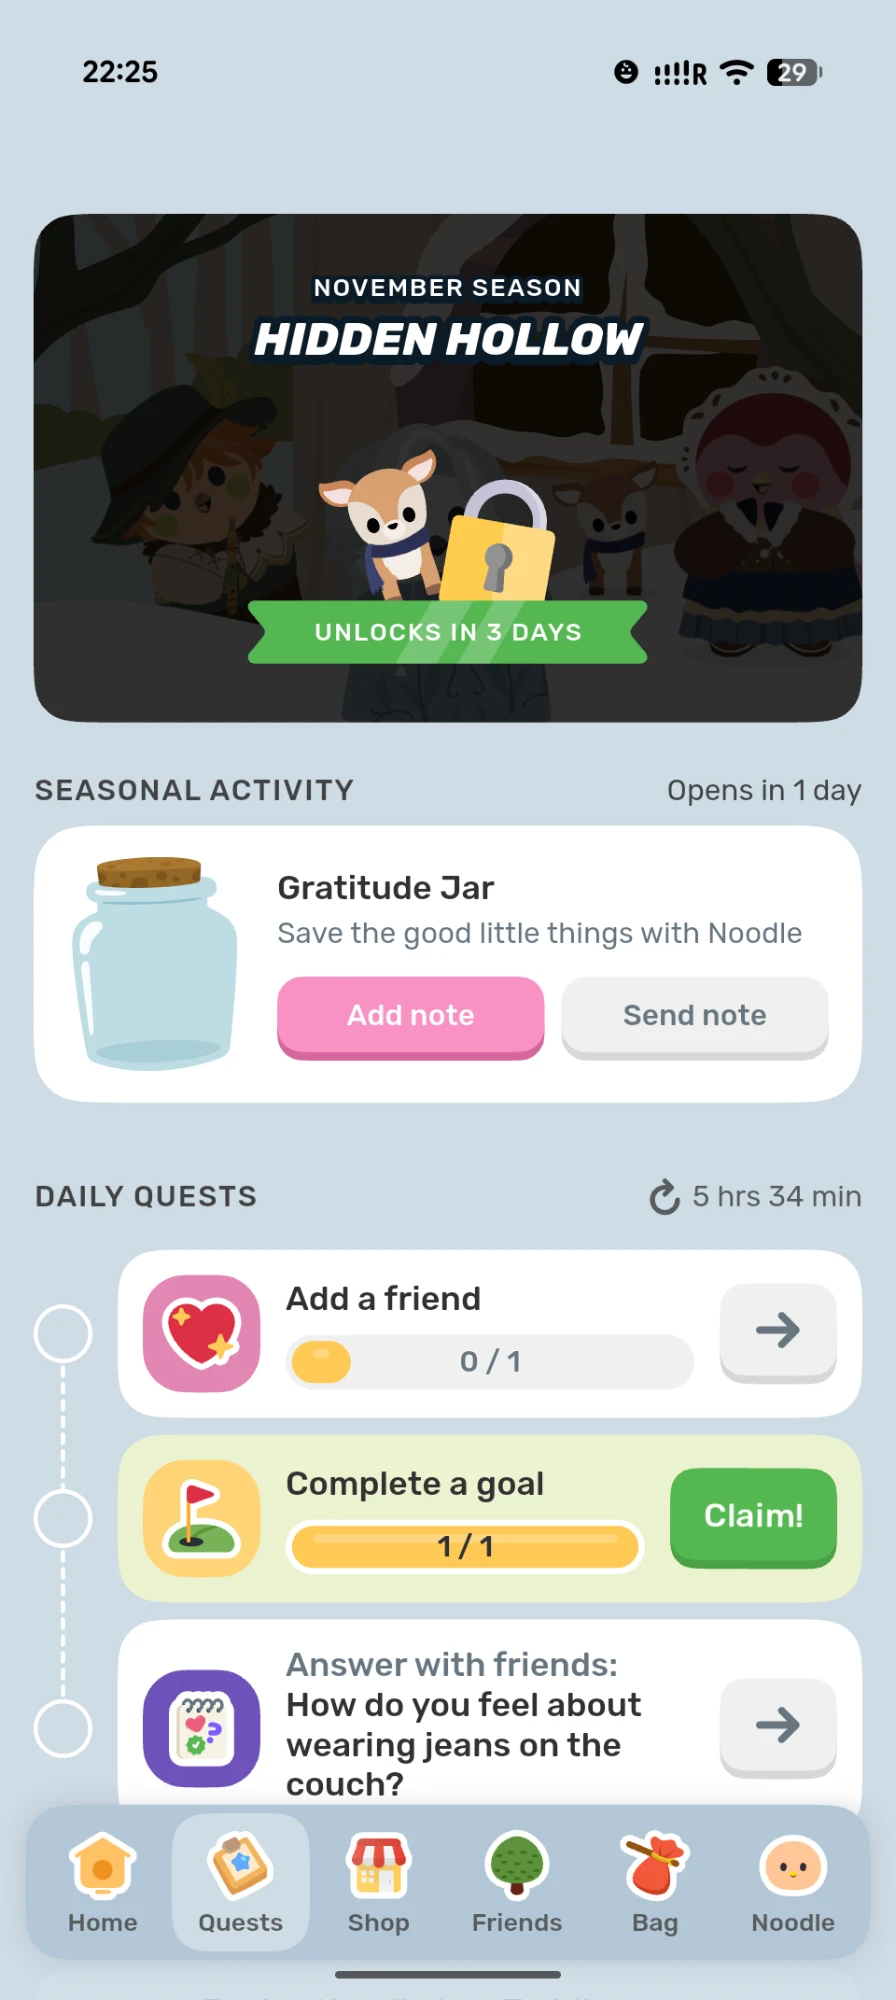 22:25
R
29
NOVEMBER SEASON
HIDDEN HOLLOW
UNLOCKS IN 3 DAYS
SEASONAL ACTIVITY
Opens in 1 day
Gratitude Jar
Save the good little things with Noodle
Add note
Send note
DAILY QUESTS
5 hrs 34 min
Add a friend
0 / 1
Complete a goal
1 / 1
Claim!
Answer with friends:
How do you feel about
wearing jeans on the
couch?
Home
Quests
Shop
Friends
Bag
Noodle